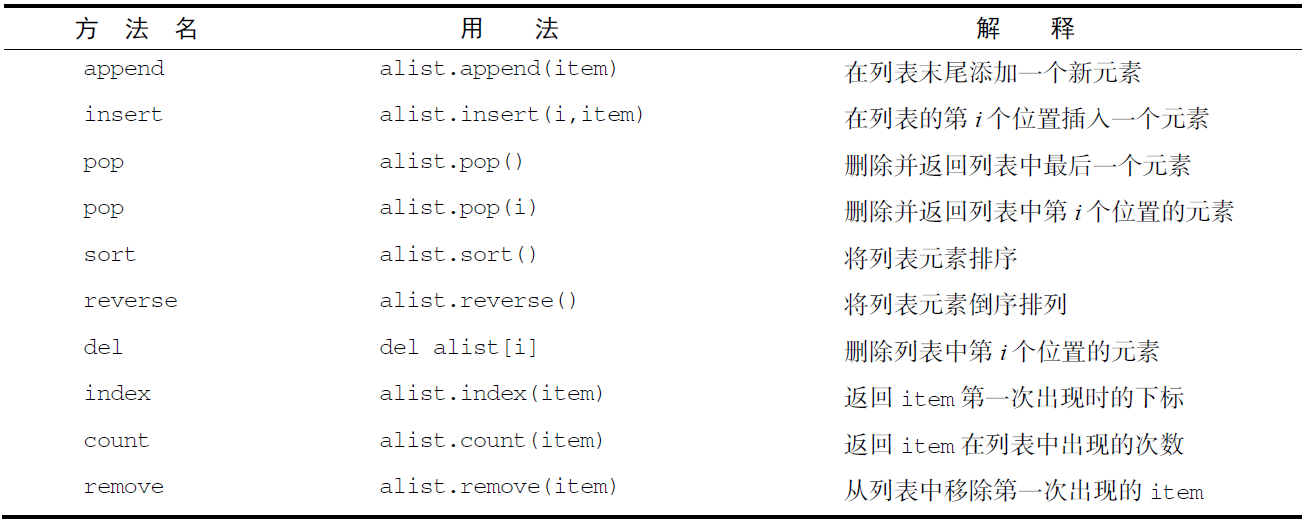 方 法 名 用 法 解 释
append alist.append(item) 在列表末尾添加一个新元素
insert alist.insert(i,item) 在列表的第 i 个位置插入一个元素
pop alist.pop() 删除并返回列表中最后一个元素
pop alist.pop(i) 删除并返回列表中第 i 个位置的元素
sort alist.sort() 将列表元素排序
reverse alist.reverse() 将列表元素倒序排列
del del alist[i] 删除列表中第 i 个位置的元素
index alist.index(item) 返回 item 第一次出现时的下标
count alist.count(item) 返回 item 在列表中出现的次数
remove alist.remove(item) 从列表中移除第一次出现的 item